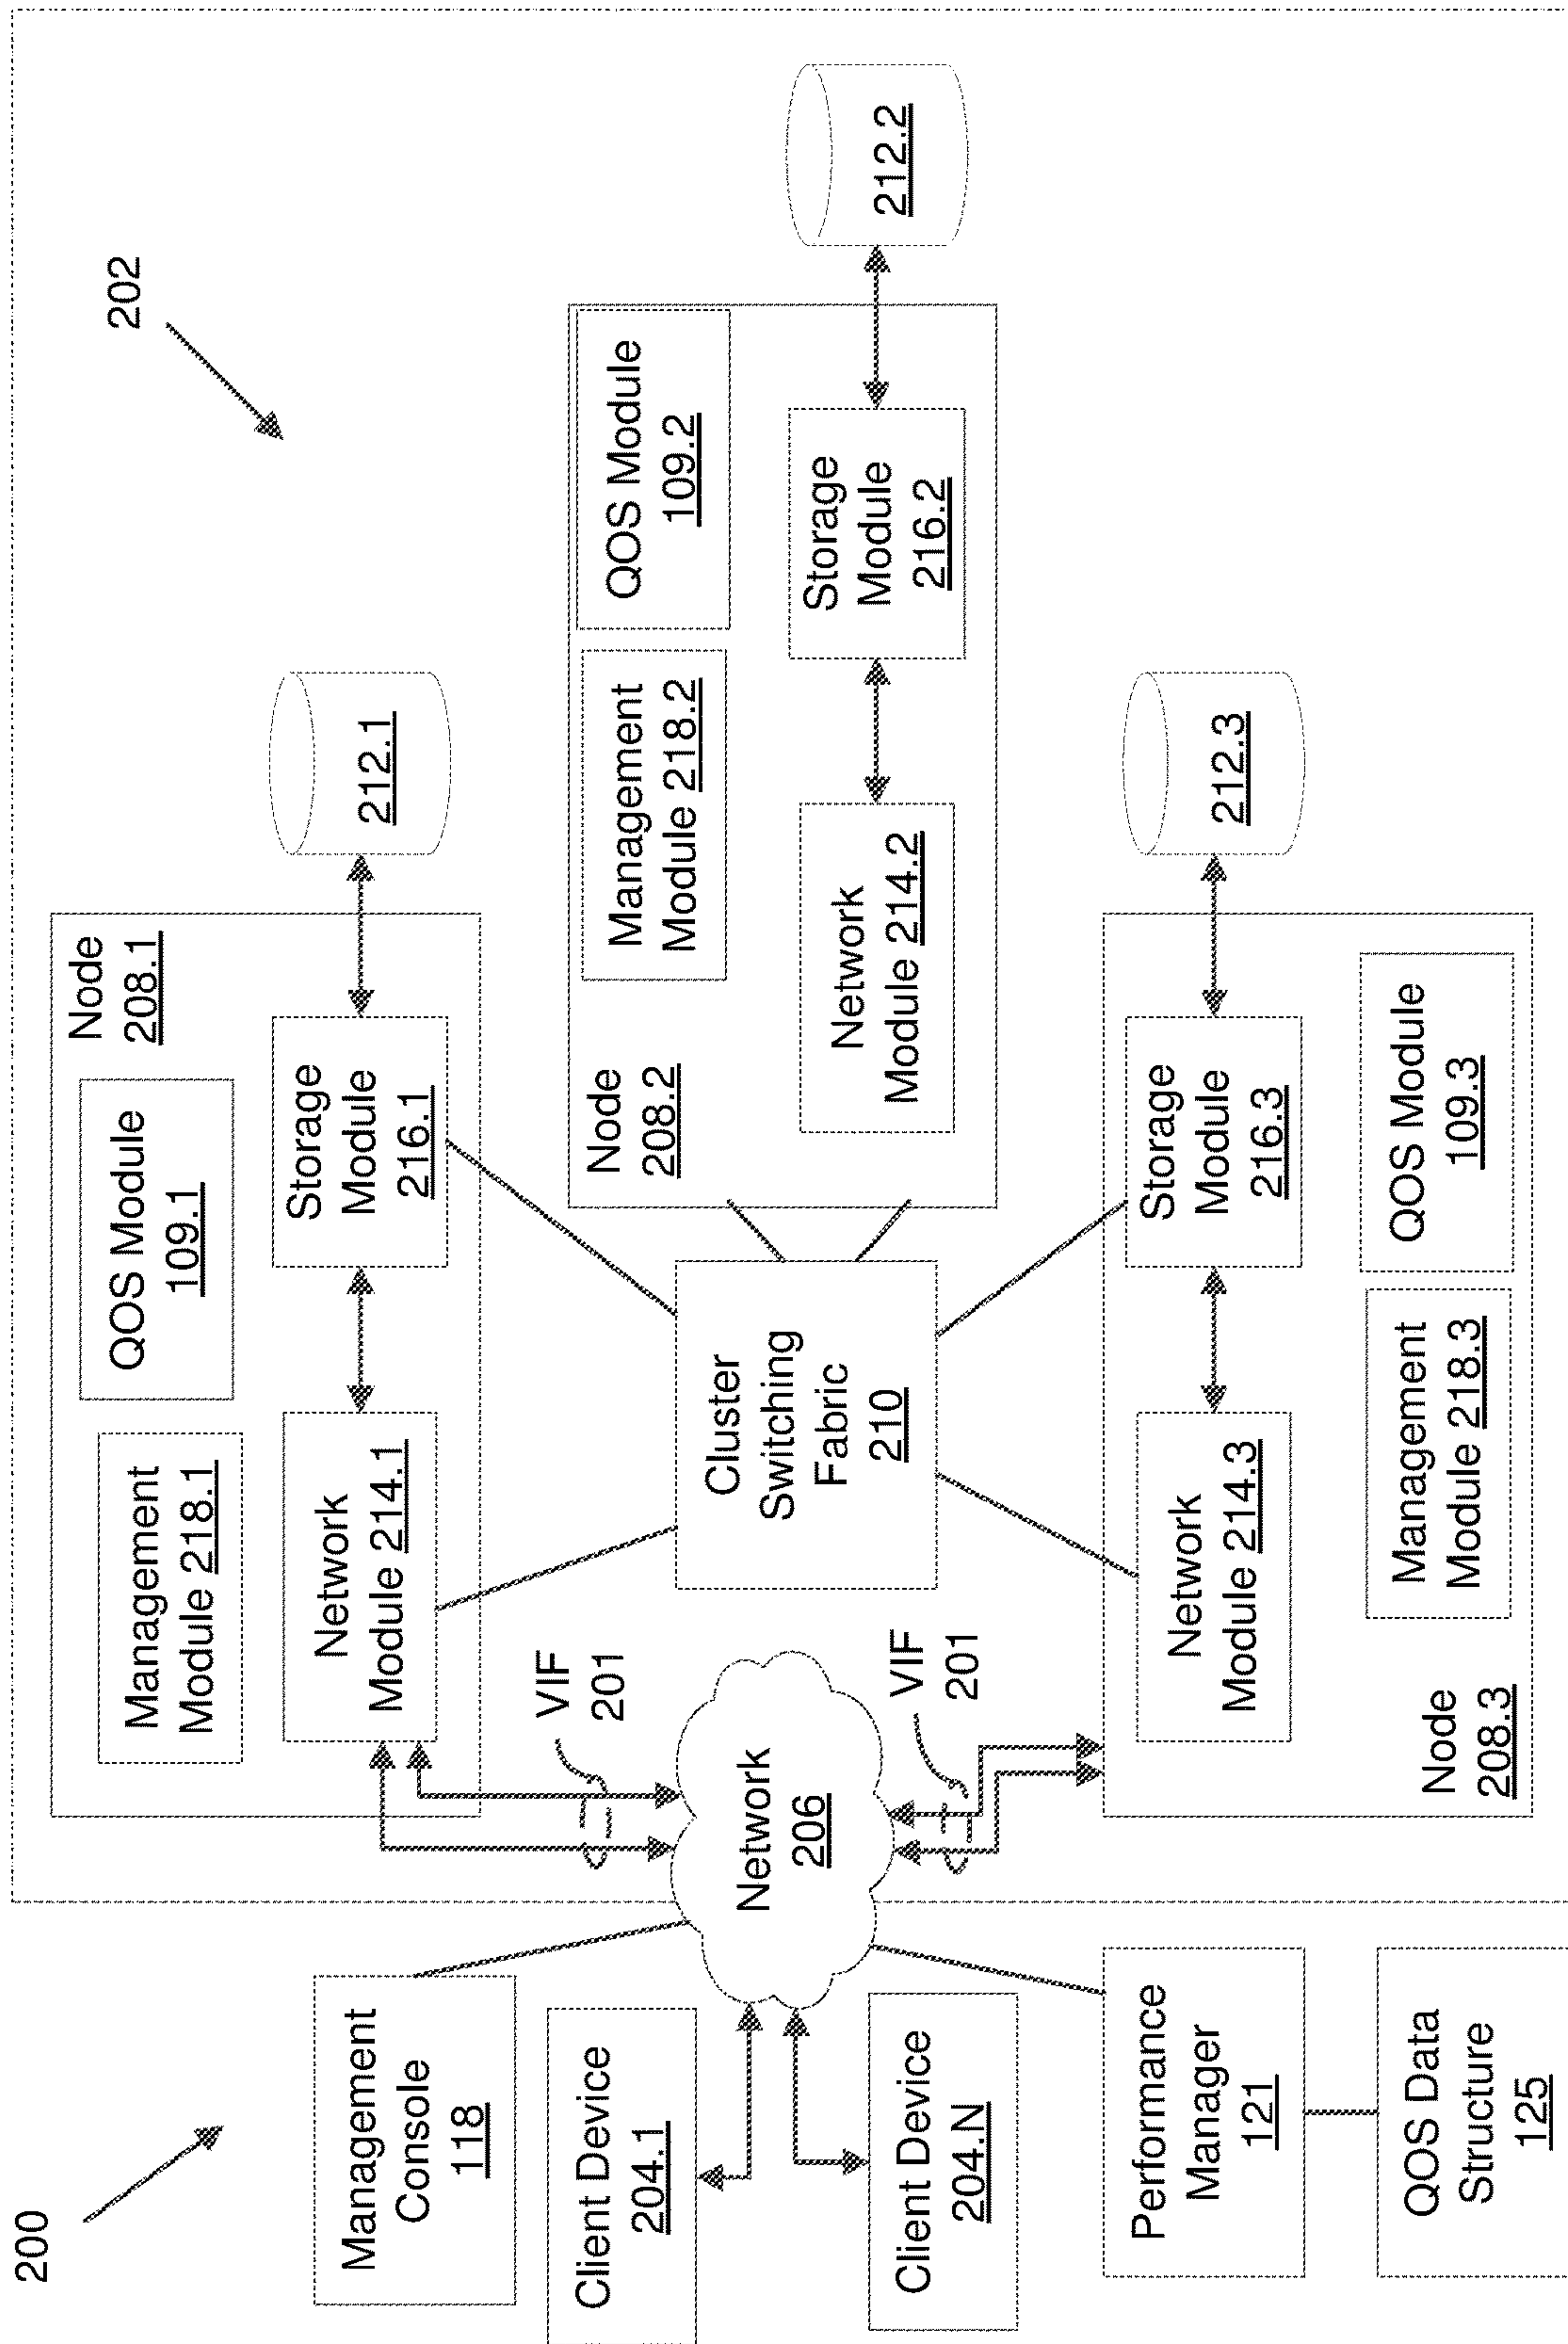 200
202
Management
Console
118
Client Device
204.1
Client Device
204.N
Performance
Manager
121
QOS Data
Structure
125
Network
206
VIF
201
VIF
201
Node
208.1
Management
Module 218.1
QOS Module
109.1
Network
Module 214.1
Storage
Module
216.1
212.1
Cluster
Switching
Fabric
210
Node
208.2
Management
Module 218.2
QOS Module
109.2
Network
Module 214.2
Storage
Module
216.2
212.2
Network
Module 214.3
Storage
Module
216.3
212.3
Management
Module 218.3
QOS Module
109.3
Node
208.3